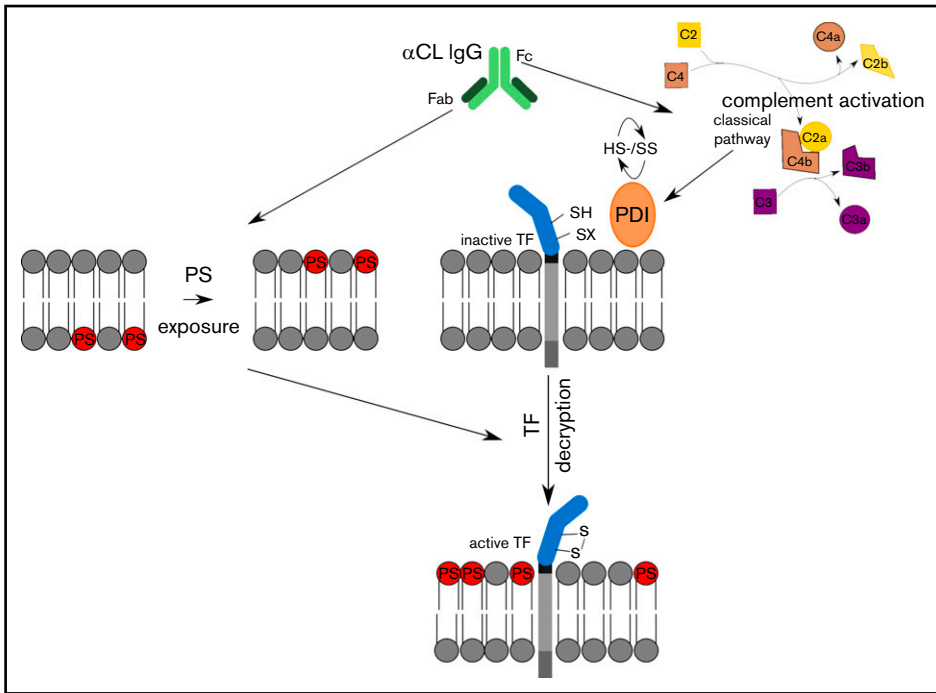 αCL IgG
Fc
Fab
C2
C4
C4a
C2b
complement activation
classical
pathway
C2a
C4b
C3b
C3
C3a
HS-/SS
PDI
SH
SX
inactive TF
PS
exposure
PS
PS
PS
PS
TF
decryption
active TF
S
S
PS
PS
PS
PS